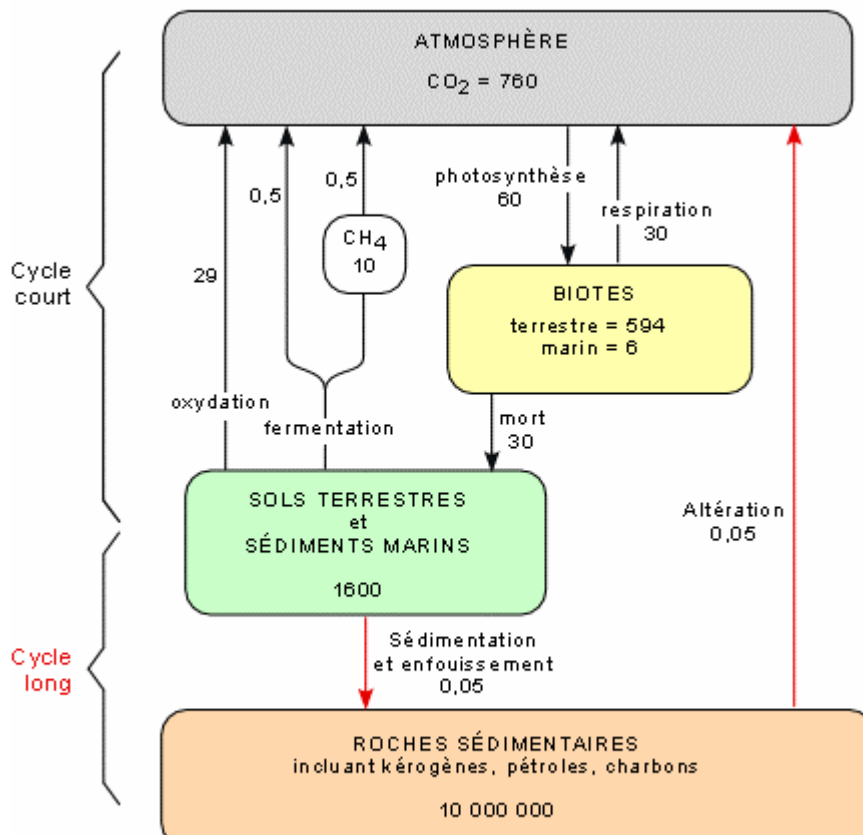 ATMOSPHÈRE
CO2 = 760
Cycle
court
29
0,5
0,5
CH4
10
photosynthèse
60
respiration
30
BIOTES
terrestre = 594
marin = 6
oxydation
fermentation
mort
30
SOLS TERRESTRES
et
SÉDIMENTS MARINS
1600
Altération
0,05
Cycle
long
Sédimentation
et enfouissement
0,05
ROCHES SÉDIMENTAIRES
incluant kérogènes, pétroles, charbons
10 000 000